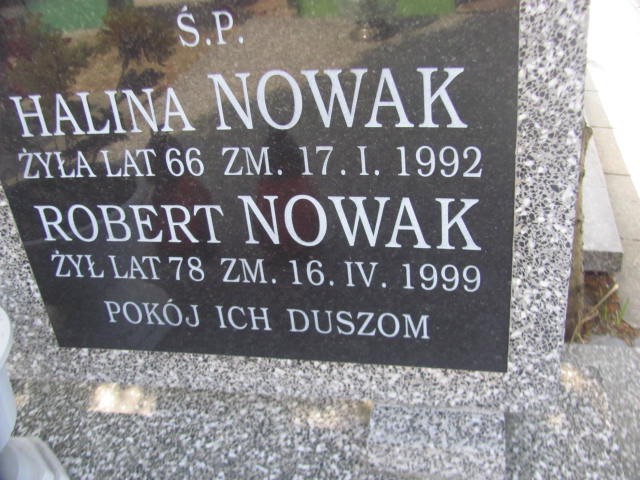 Ś.P.
HALINA NOWAK
ŻYŁA LAT 66 ZM. 17. I. 1992
ROBERT NOWAK
ŻYŁ LAT 78 ZM. 16. IV. 1999
POKÓJ ICH DUSZOM